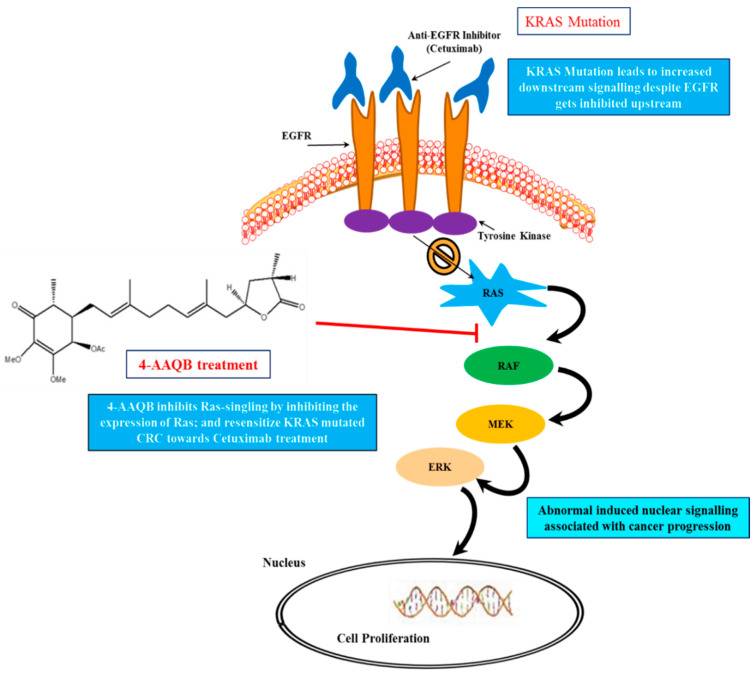 KRAS Mutation
Anti-EGFR Inhibitor
(Cetuximab)
KRAS Mutation leads to increased
downstream signalling despite EGFR
gets inhibited upstream
EGFR
Tyrosine Kinase
RAS
H
H
O
O
O
MeO
OAc
OMe
4-AAQB treatment
RAF
4-AAQB inhibits Ras-singling by inhibiting the
expression of Ras; and resensitize KRAS mutated
CRC towards Cetuximab treatment
MEK
ERK
Abnormal induced nuclear signalling
associated with cancer progression
Nucleus
Cell Proliferation